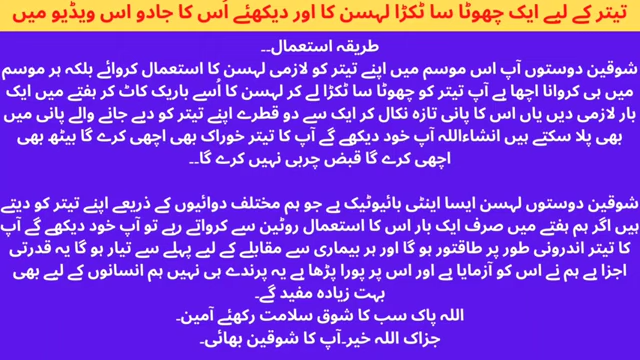 تیتر کے لیے ایک چھوٹا سا ٹکڑا لہسن کا اور دیکھئے اُس کا جادو اس ویڈیو میں
طریقہ استعمال۔۔
شوقین دوستوں آپ اس موسم میں اپنے تیتر کو لازمی لہسن کا استعمال کروائے بلکہ ہر موسم
میں ہی کروانا اچھا ہے آپ تیتر کو چھوٹا سا ٹکڑا لے کر لہسن کا اُسے باریک کاٹ کر ہفتے میں ایک
بار لازمی دیں یاں اس کا پانی تازہ نکال کر ایک سے دو قطرے اپنے تیتر کو دیے جانے والے پانی میں
بھی پلا سکتے ہیں انشاءاللہ آپ خود دیکھے گے آپ کا تیتر خوراک بھی اچھی کرے گا بیٹھ بھی
اچھی کرے گا قبض چربی نہیں کرے گا۔۔
شوقین دوستوں لہسن ایسا اینٹی بائیوٹیک ہے جو ہم مختلف دوائیوں کے ذریعے اپنے تیتر کو دیتے
ہیں اگر ہم ہفتے میں صرف ایک بار اس کا استعمال روٹین سے کرواتے رہے تو آپ خود دیکھے گے آپ
کا تیتر اندرونی طور پر طاقتور ہو گا اور ہر بیماری سے مقابلے کے لیے پہلے سے تیار ہو گا یہ قدرتی
اجزا ہے ہم نے اس کو آزمایا ہے اور اس پر پورا پڑھا ہے یہ پرندے ہی نہیں ہم انسانوں کے لیے بھی
بہت زیادہ مفید گے۔
اللہ پاک سب کا شوق سلامت رکھئے آمین۔
جزاک اللہ خیر۔آپ کا شوقین بھائی۔